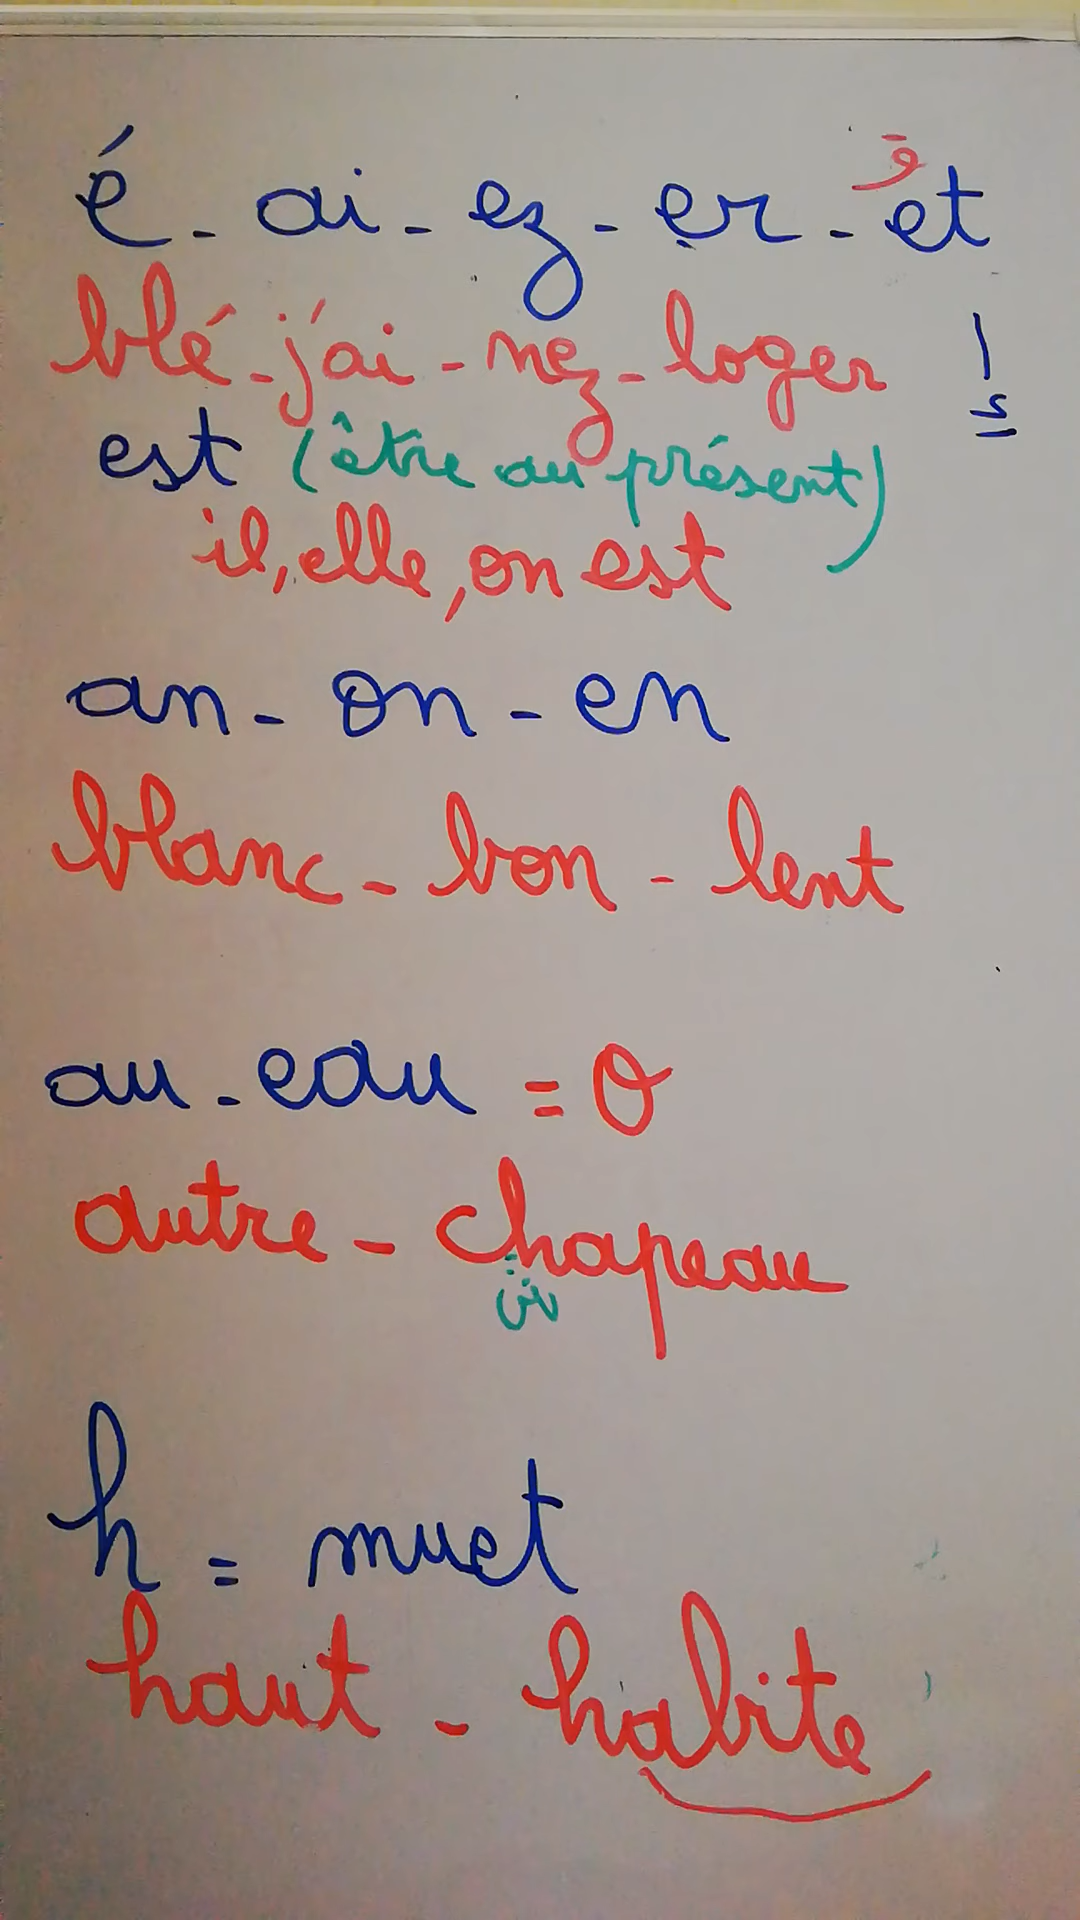 é - ai - ez - er - et
وَ
blé - j'ai - nez - loger
est (être au présent)
il, elle, on est
an - on - en
blanc - bon - lent
au - eau = o
autre - chapeau
ش
h = muet
haut - habite